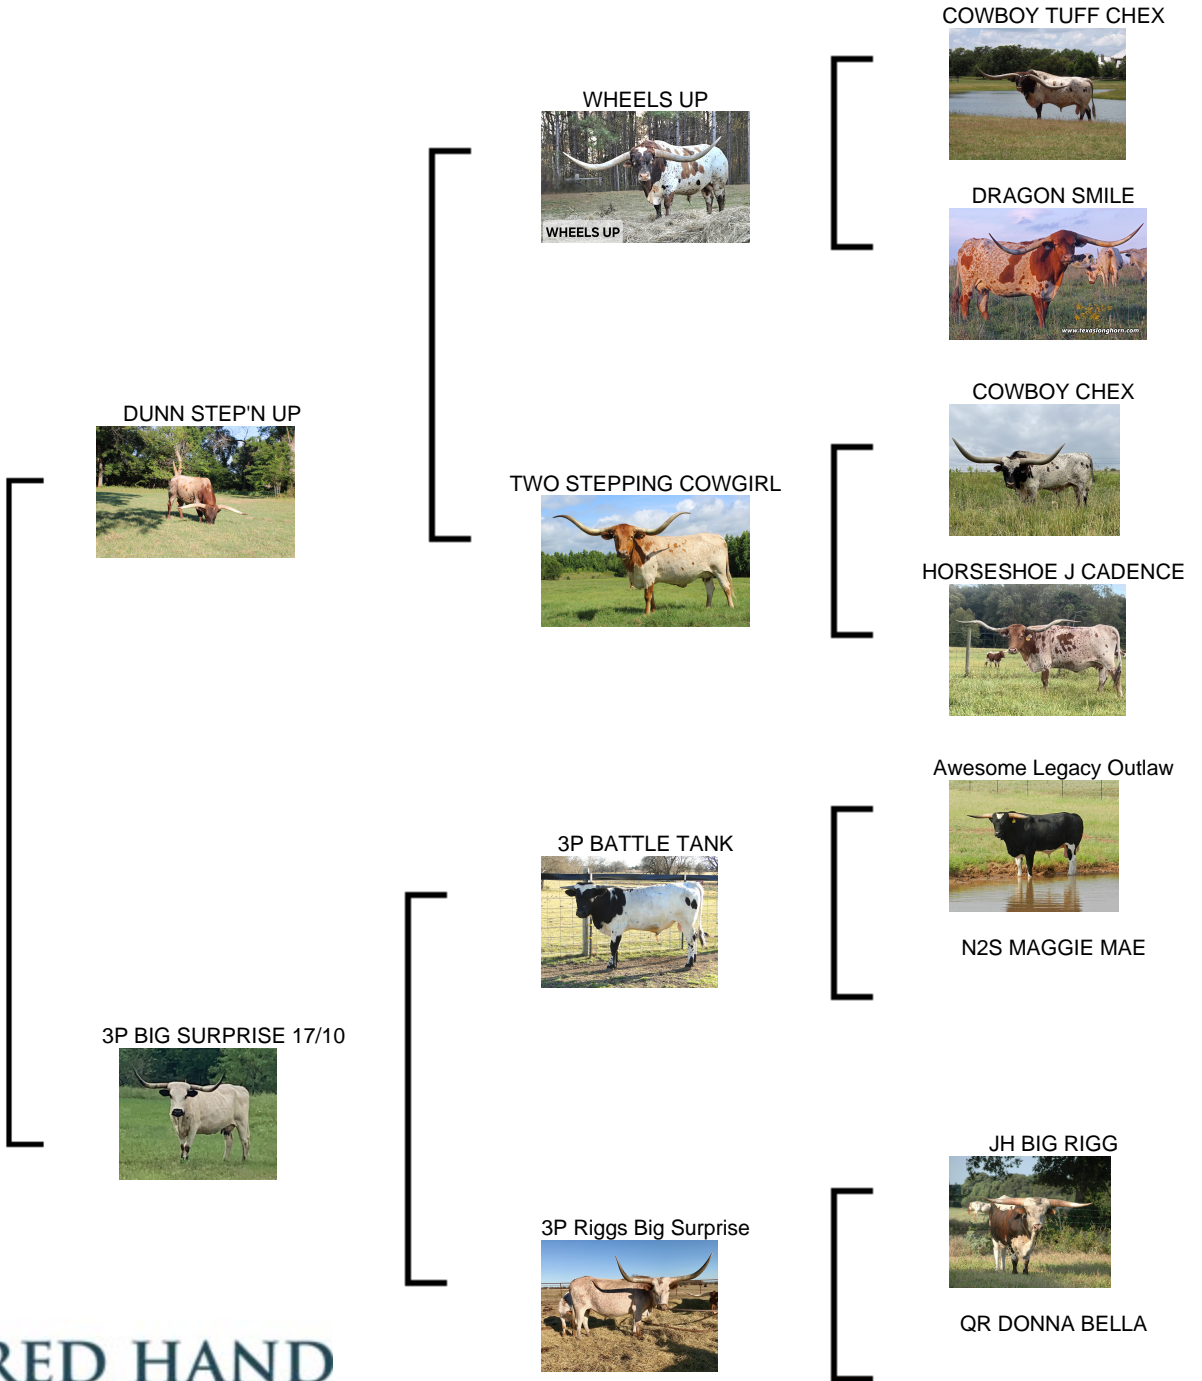 COWBOY TUFF CHEX
WHEELS UP
WHEELS UP
DRAGON SMILE
www.texaslonghorn.com
COWBOY CHEX
DUNN STEP'N UP
TWO STEPPING COWGIRL
HORSESHOE J CADENCE
Awesome Legacy Outlaw
3P BATTLE TANK
N2S MAGGIE MAE
3P BIG SURPRISE 17/10
JH BIG RIGG
3P Riggs Big Surprise
QR DONNA BELLA
RED HAND